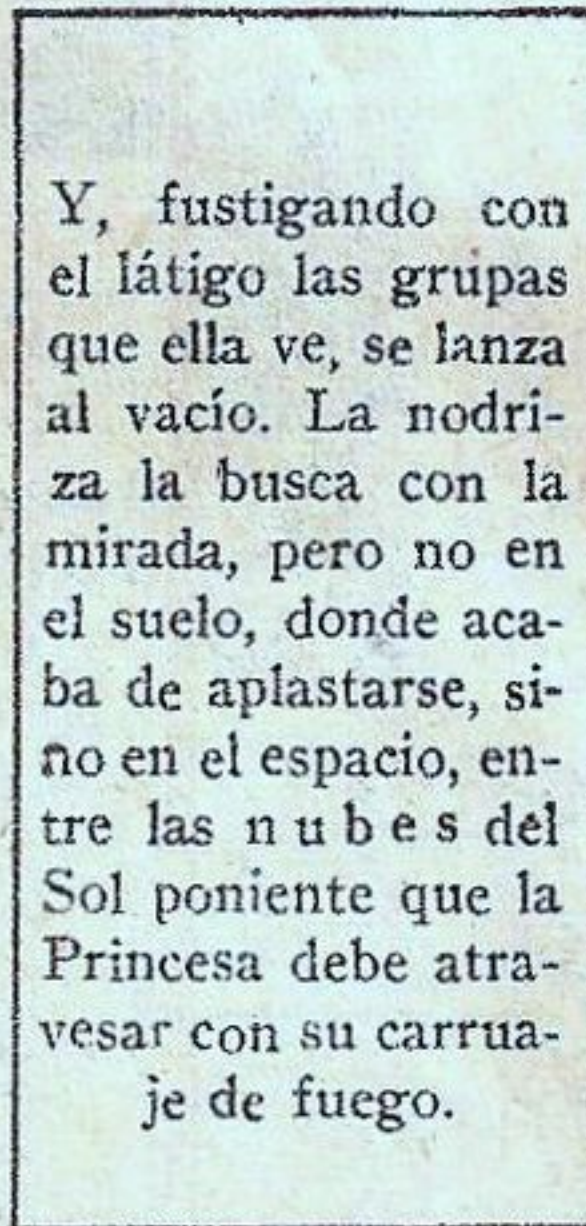 Y, fustigando con
el látigo las grupas
que ella ve, se lanza
al vacío. La nodri-
za la busca con la
mirada, pero no en
el suelo, donde aca-
ba de aplastarse, si-
no en el espacio, en-
tre las nubes del
Sol poniente que la
Princesa debe atra-
vesar con su carrua-
je de fuego.